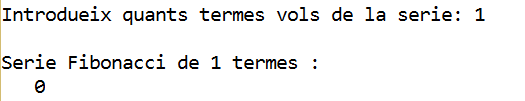 Introdueix quants termes vols de la serie: 1
Serie Fibonacci de 1 termes :
0